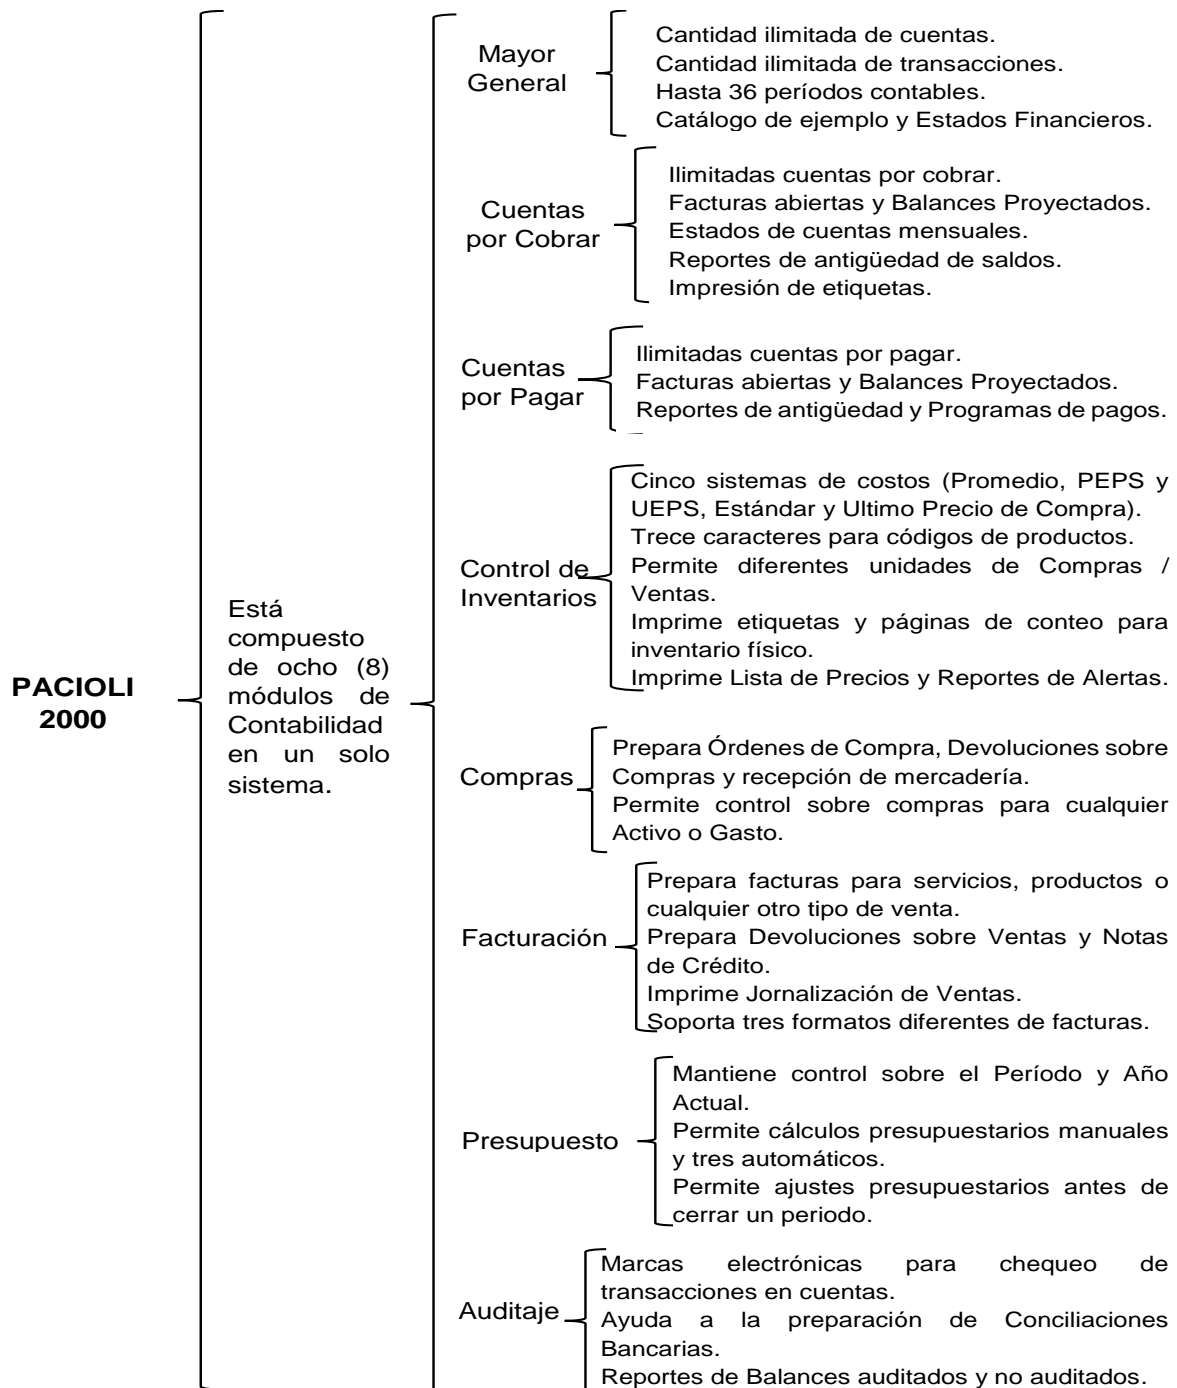 PACIOLI
2000
Está
compuesto
de ocho (8)
módulos de
Contabilidad
en un solo
sistema.
Mayor
General
Cantidad ilimitada de cuentas.
Cantidad ilimitada de transacciones.
Hasta 36 períodos contables.
Catálogo de ejemplo y Estados Financieros.
Cuentas
por Cobrar
Ilimitadas cuentas por cobrar.
Facturas abiertas y Balances Proyectados.
Estados de cuentas mensuales.
Reportes de antigüedad de saldos.
Impresión de etiquetas.
Cuentas
por Pagar
Ilimitadas cuentas por pagar.
Facturas abiertas y Balances Proyectados.
Reportes de antigüedad y Programas de pagos.
Control de
Inventarios
Cinco sistemas de costos (Promedio, PEPS y
UEPS, Estándar y Ultimo Precio de Compra).
Trece caracteres para códigos de productos.
Permite diferentes unidades de Compras /
Ventas.
Imprime etiquetas y páginas de conteo para
inventario físico.
Imprime Lista de Precios y Reportes de Alertas.
Compras
Prepara Órdenes de Compra, Devoluciones sobre
Compras y recepción de mercadería.
Permite control sobre compras para cualquier
Activo o Gasto.
Facturación
Prepara facturas para servicios, productos o
cualquier otro tipo de venta.
Prepara Devoluciones sobre Ventas y Notas
de Crédito.
Imprime Jornalización de Ventas.
Soporta tres formatos diferentes de facturas.
Presupuesto
Mantiene control sobre el Período y Año
Actual.
Permite cálculos presupuestarios manuales
y tres automáticos.
Permite ajustes presupuestarios antes de
cerrar un periodo.
Auditaje
Marcas electrónicas para chequeo de
transacciones en cuentas.
Ayuda a la preparación de Conciliaciones
Bancarias.
Reportes de Balances auditados y no auditados.